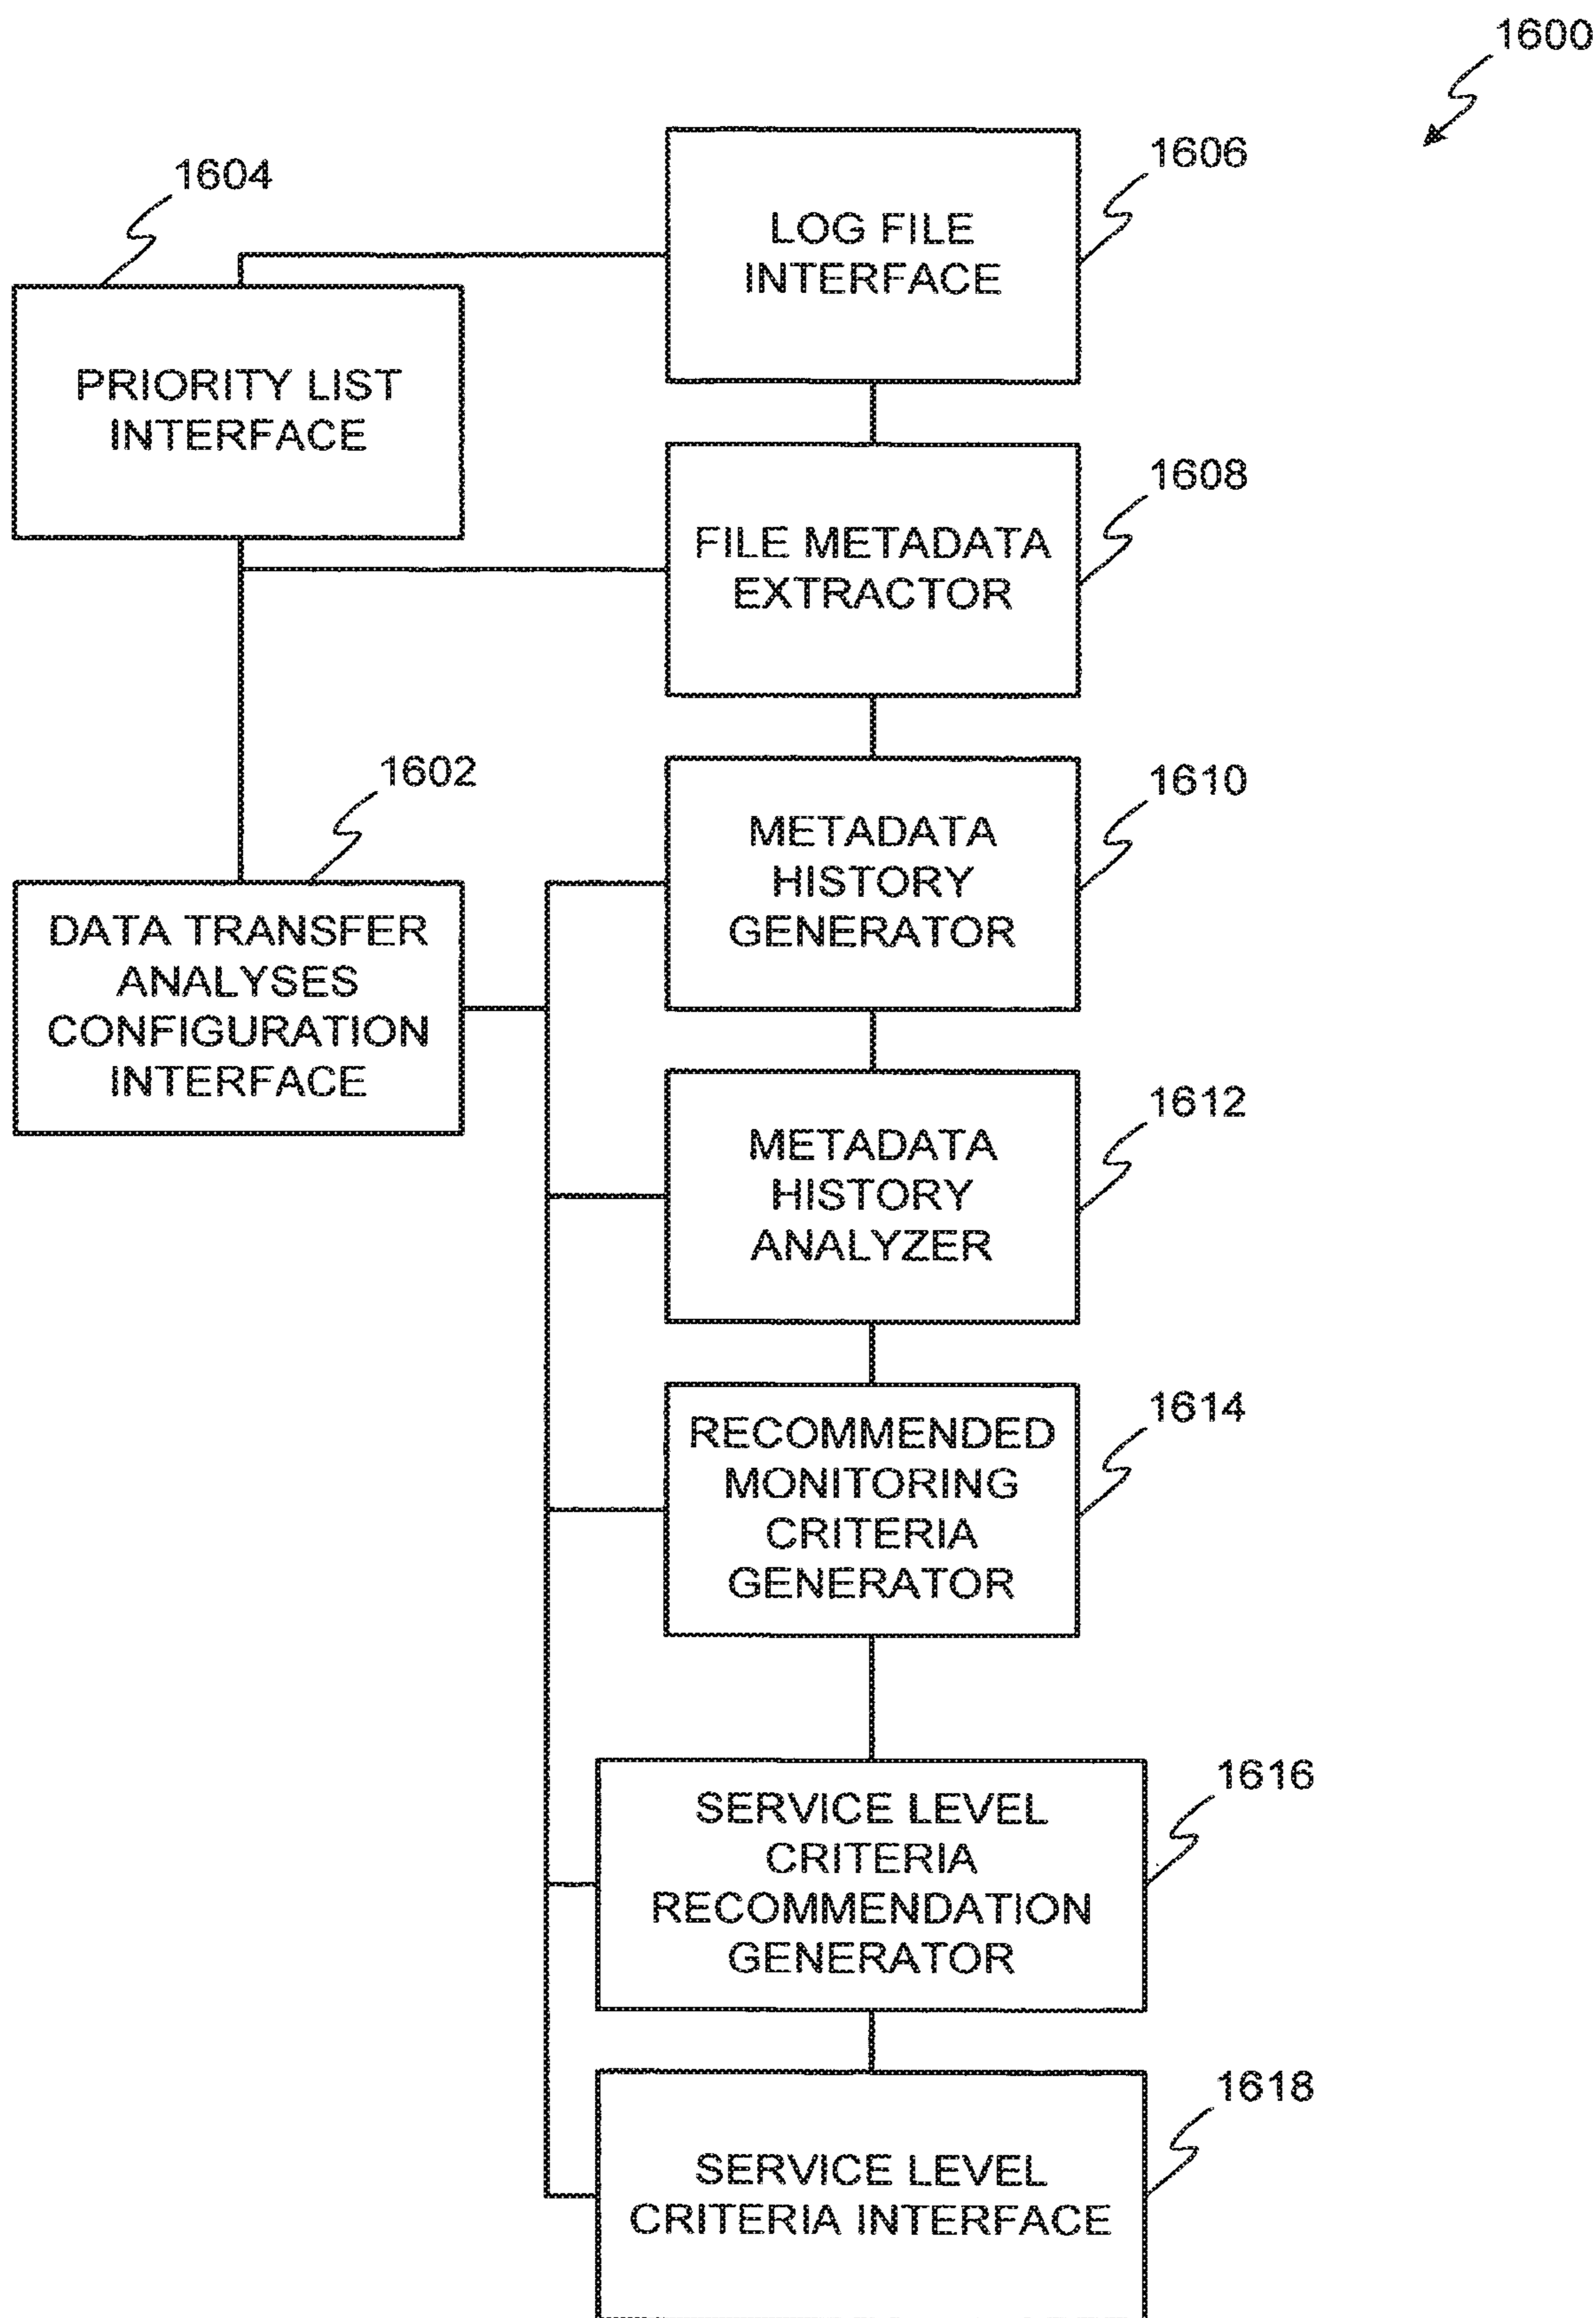 1600
1604
1606
LOG FILE
INTERFACE
PRIORITY LIST
INTERFACE
1608
FILE METADATA
EXTRACTOR
1602
1610
METADATA
HISTORY
GENERATOR
DATA TRANSFER
ANALYSES
CONFIGURATION
INTERFACE
1612
METADATA
HISTORY
ANALYZER
1614
RECOMMENDED
MONITORING
CRITERIA
GENERATOR
1616
SERVICE LEVEL
CRITERIA
RECOMMENDATION
GENERATOR
1618
SERVICE LEVEL
CRITERIA INTERFACE